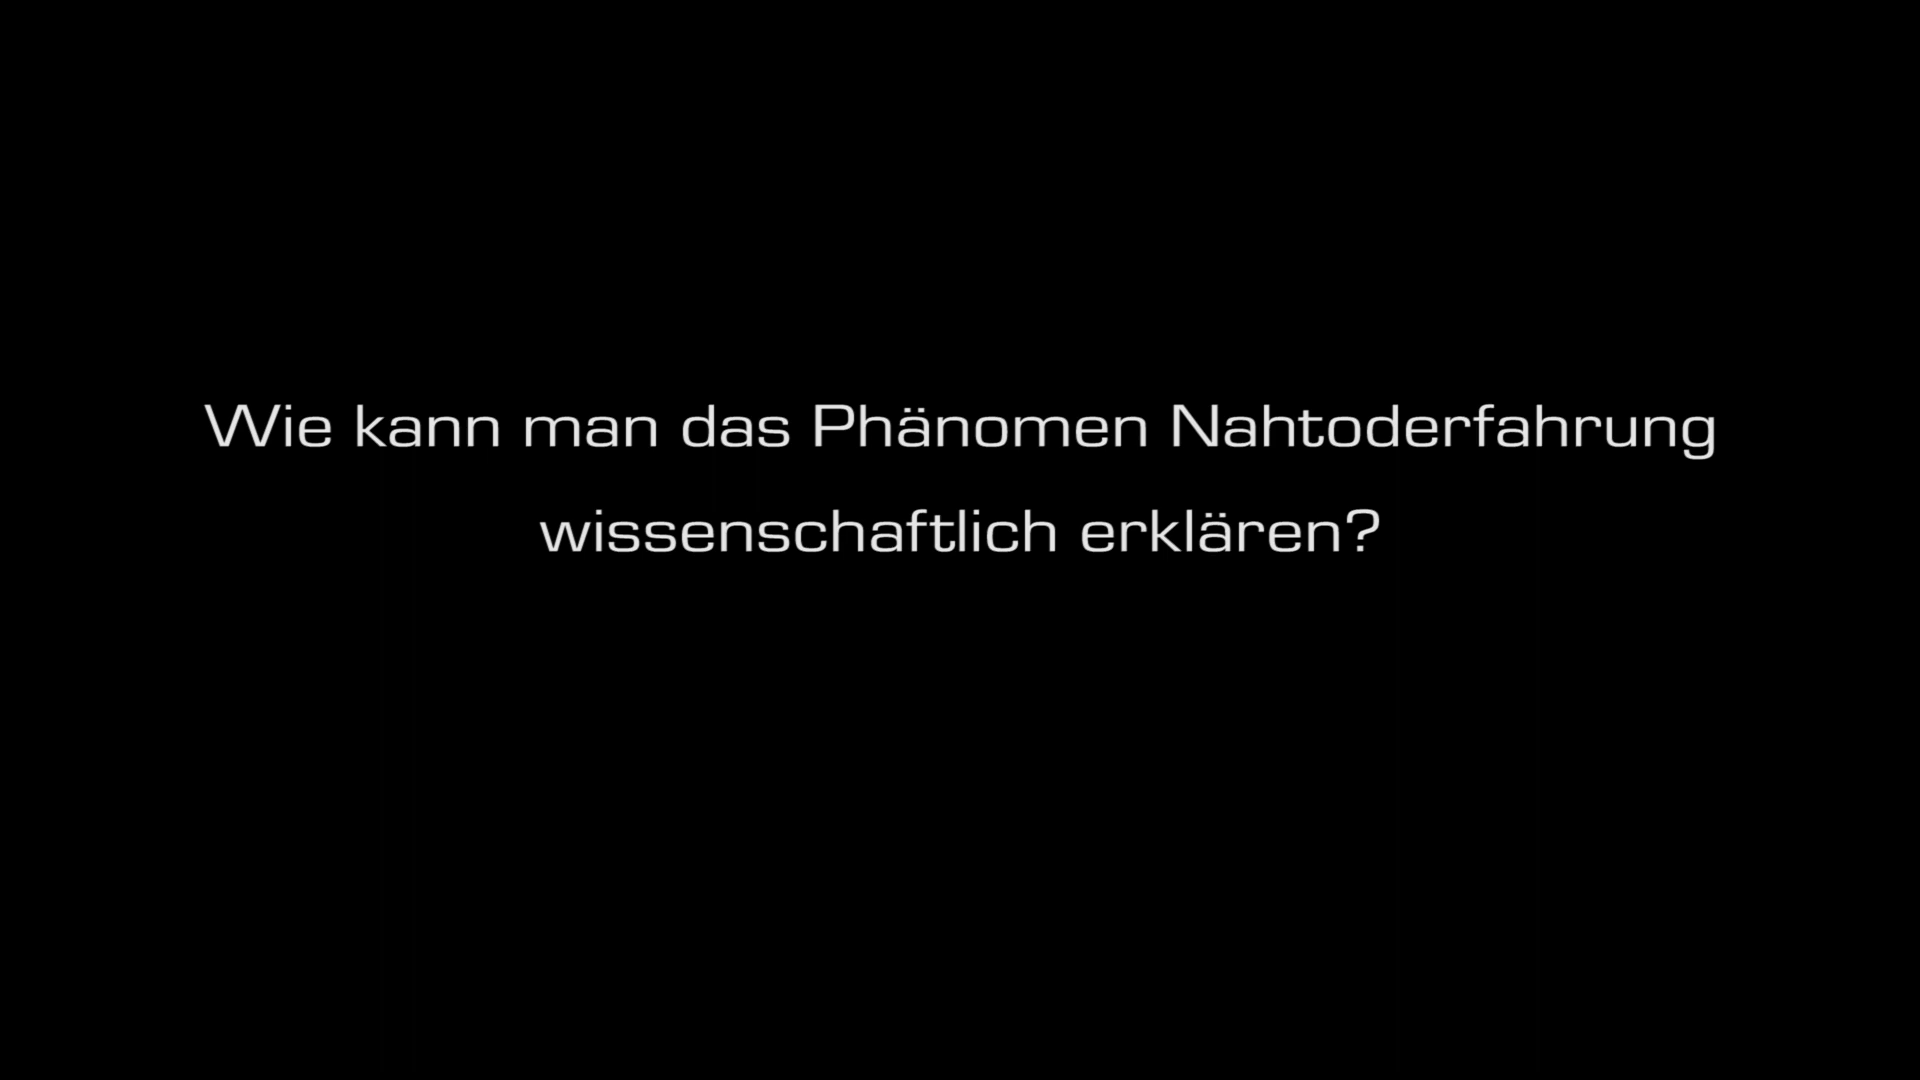 Wie kann man das Phänomen Nahtoderfahrung
wissenschaftlich erklären?